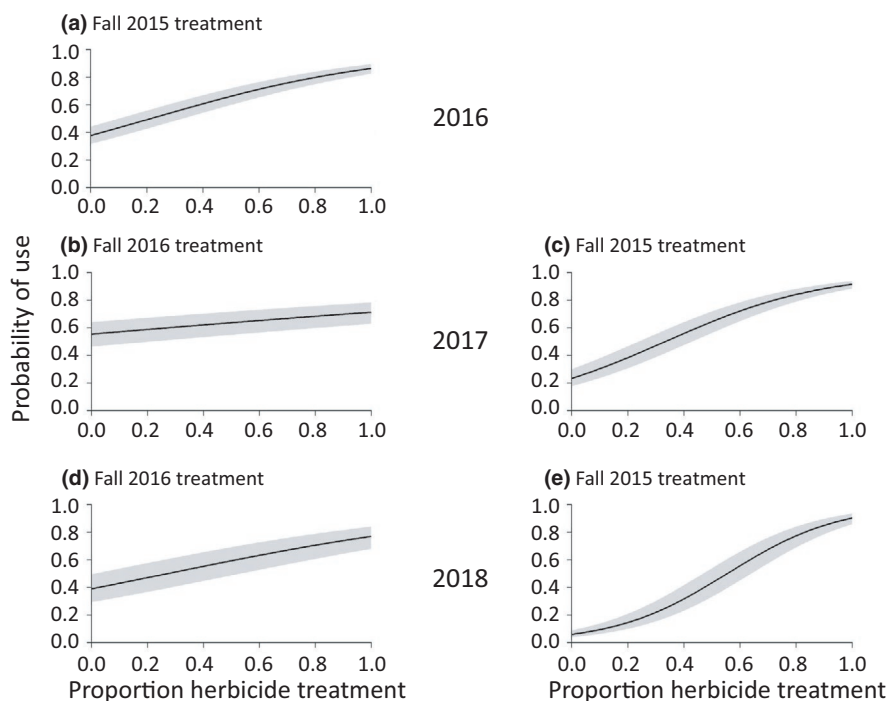 (a) Fall 2015 treatment
1.0
0.8
0.6
0.4
0.2
0.0
0.0 0.2 0.4 0.6 0.8 1.0
2016
Probability of use
(b) Fall 2016 treatment
1.0
0.8
0.6
0.4
0.2
0.0
0.0 0.2 0.4 0.6 0.8 1.0
2017
(c) Fall 2015 treatment
1.0
0.8
0.6
0.4
0.2
0.0
0.0 0.2 0.4 0.6 0.8 1.0
(d) Fall 2016 treatment
1.0
0.8
0.6
0.4
0.2
0.0
0.0 0.2 0.4 0.6 0.8 1.0
Proportion herbicide treatment
2018
(e) Fall 2015 treatment
1.0
0.8
0.6
0.4
0.2
0.0
0.0 0.2 0.4 0.6 0.8 1.0
Proportion herbicide treatment